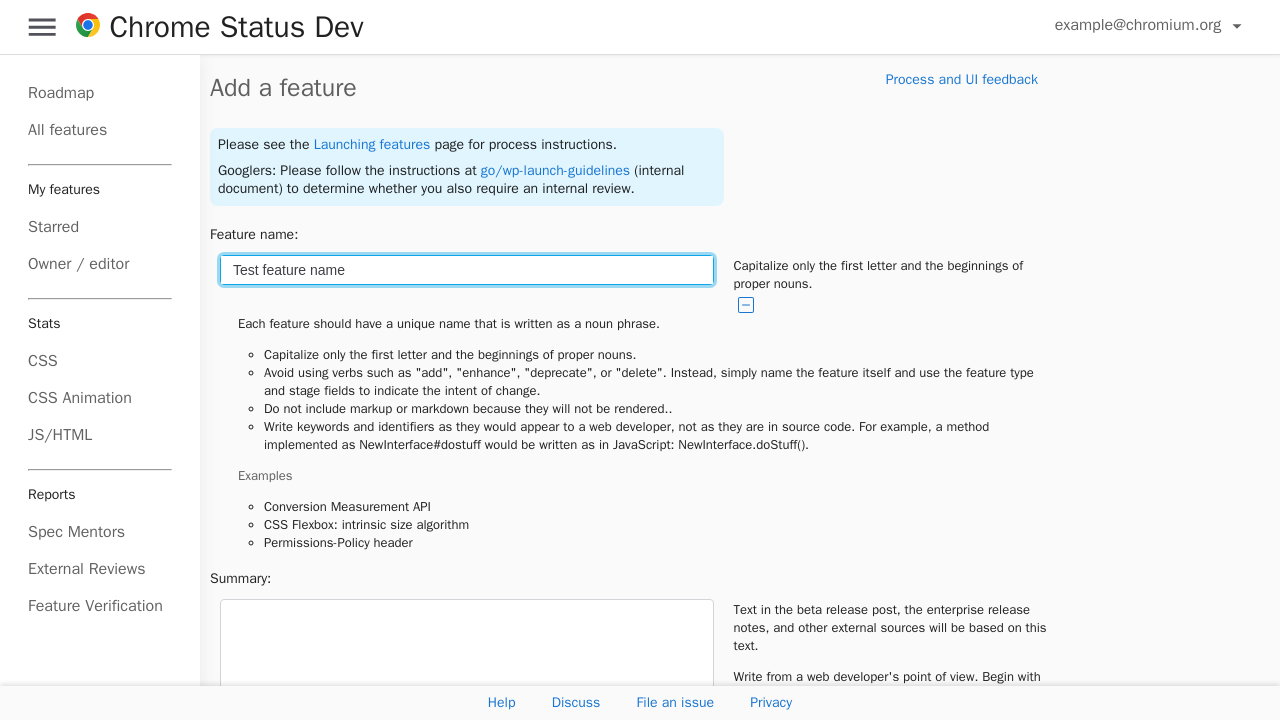 Chrome Status Dev
example@chromium.org
Roadmap
All features
My features
Starred
Owner / editor
Stats
CSS
CSS Animation
JS/HTML
Reports
Spec Mentors
External Reviews
Feature Verification
Add a feature
Process and UI feedback
Please see the Launching features page for process instructions.
Googlers: Please follow the instructions at go/wp-launch-guidelines (internal
document) to determine whether you also require an internal review.
Feature name:
Test feature name
Capitalize only the first letter and the beginnings of
proper nouns.
Each feature should have a unique name that is written as a noun phrase.
Capitalize only the first letter and the beginnings of proper nouns.
Avoid using verbs such as "add", "enhance", "deprecate", or "delete". Instead, simply name the feature itself and use the feature type
and stage fields to indicate the intent of change.
Do not include markup or markdown because they will not be rendered..
Write keywords and identifiers as they would appear to a web developer, not as they are in source code. For example, a method
implemented as NewInterface#dostuff would be written as in JavaScript: NewInterface.doStuff().
Examples
Conversion Measurement API
CSS Flexbox: intrinsic size algorithm
Permissions-Policy header
Summary:
Text in the beta release post, the enterprise release
notes, and other external sources will be based on this
text.
Write from a web developer's point of view. Begin with
Help
Discuss
File an issue
Privacy